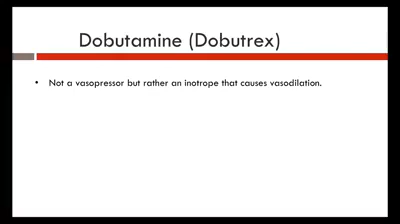 Dobutamine (Dobutrex)
• Not a vasopressor but rather an inotrope that causes vasodilation.